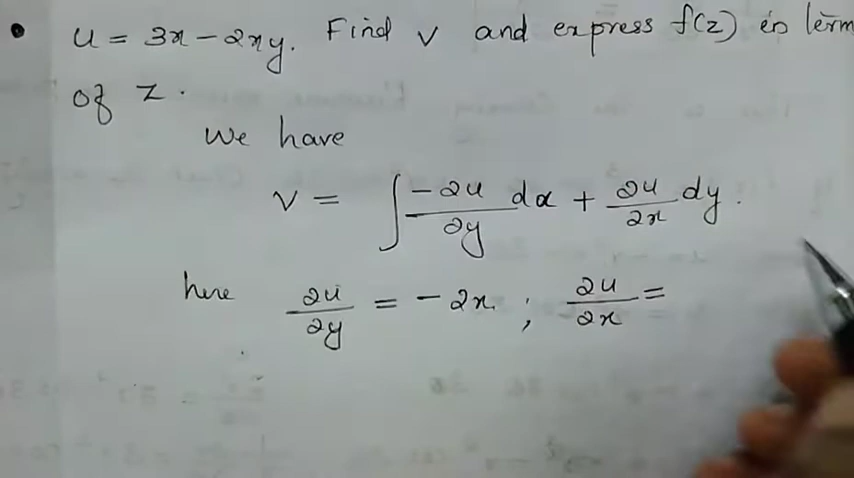 • u = 3x - 2xy. Find v and express f(z) in term
of z.
We have
v = ∫ -∂u/∂y dx + ∂u/∂x dy.
here ∂u/∂y = -2x ; ∂u/∂x =